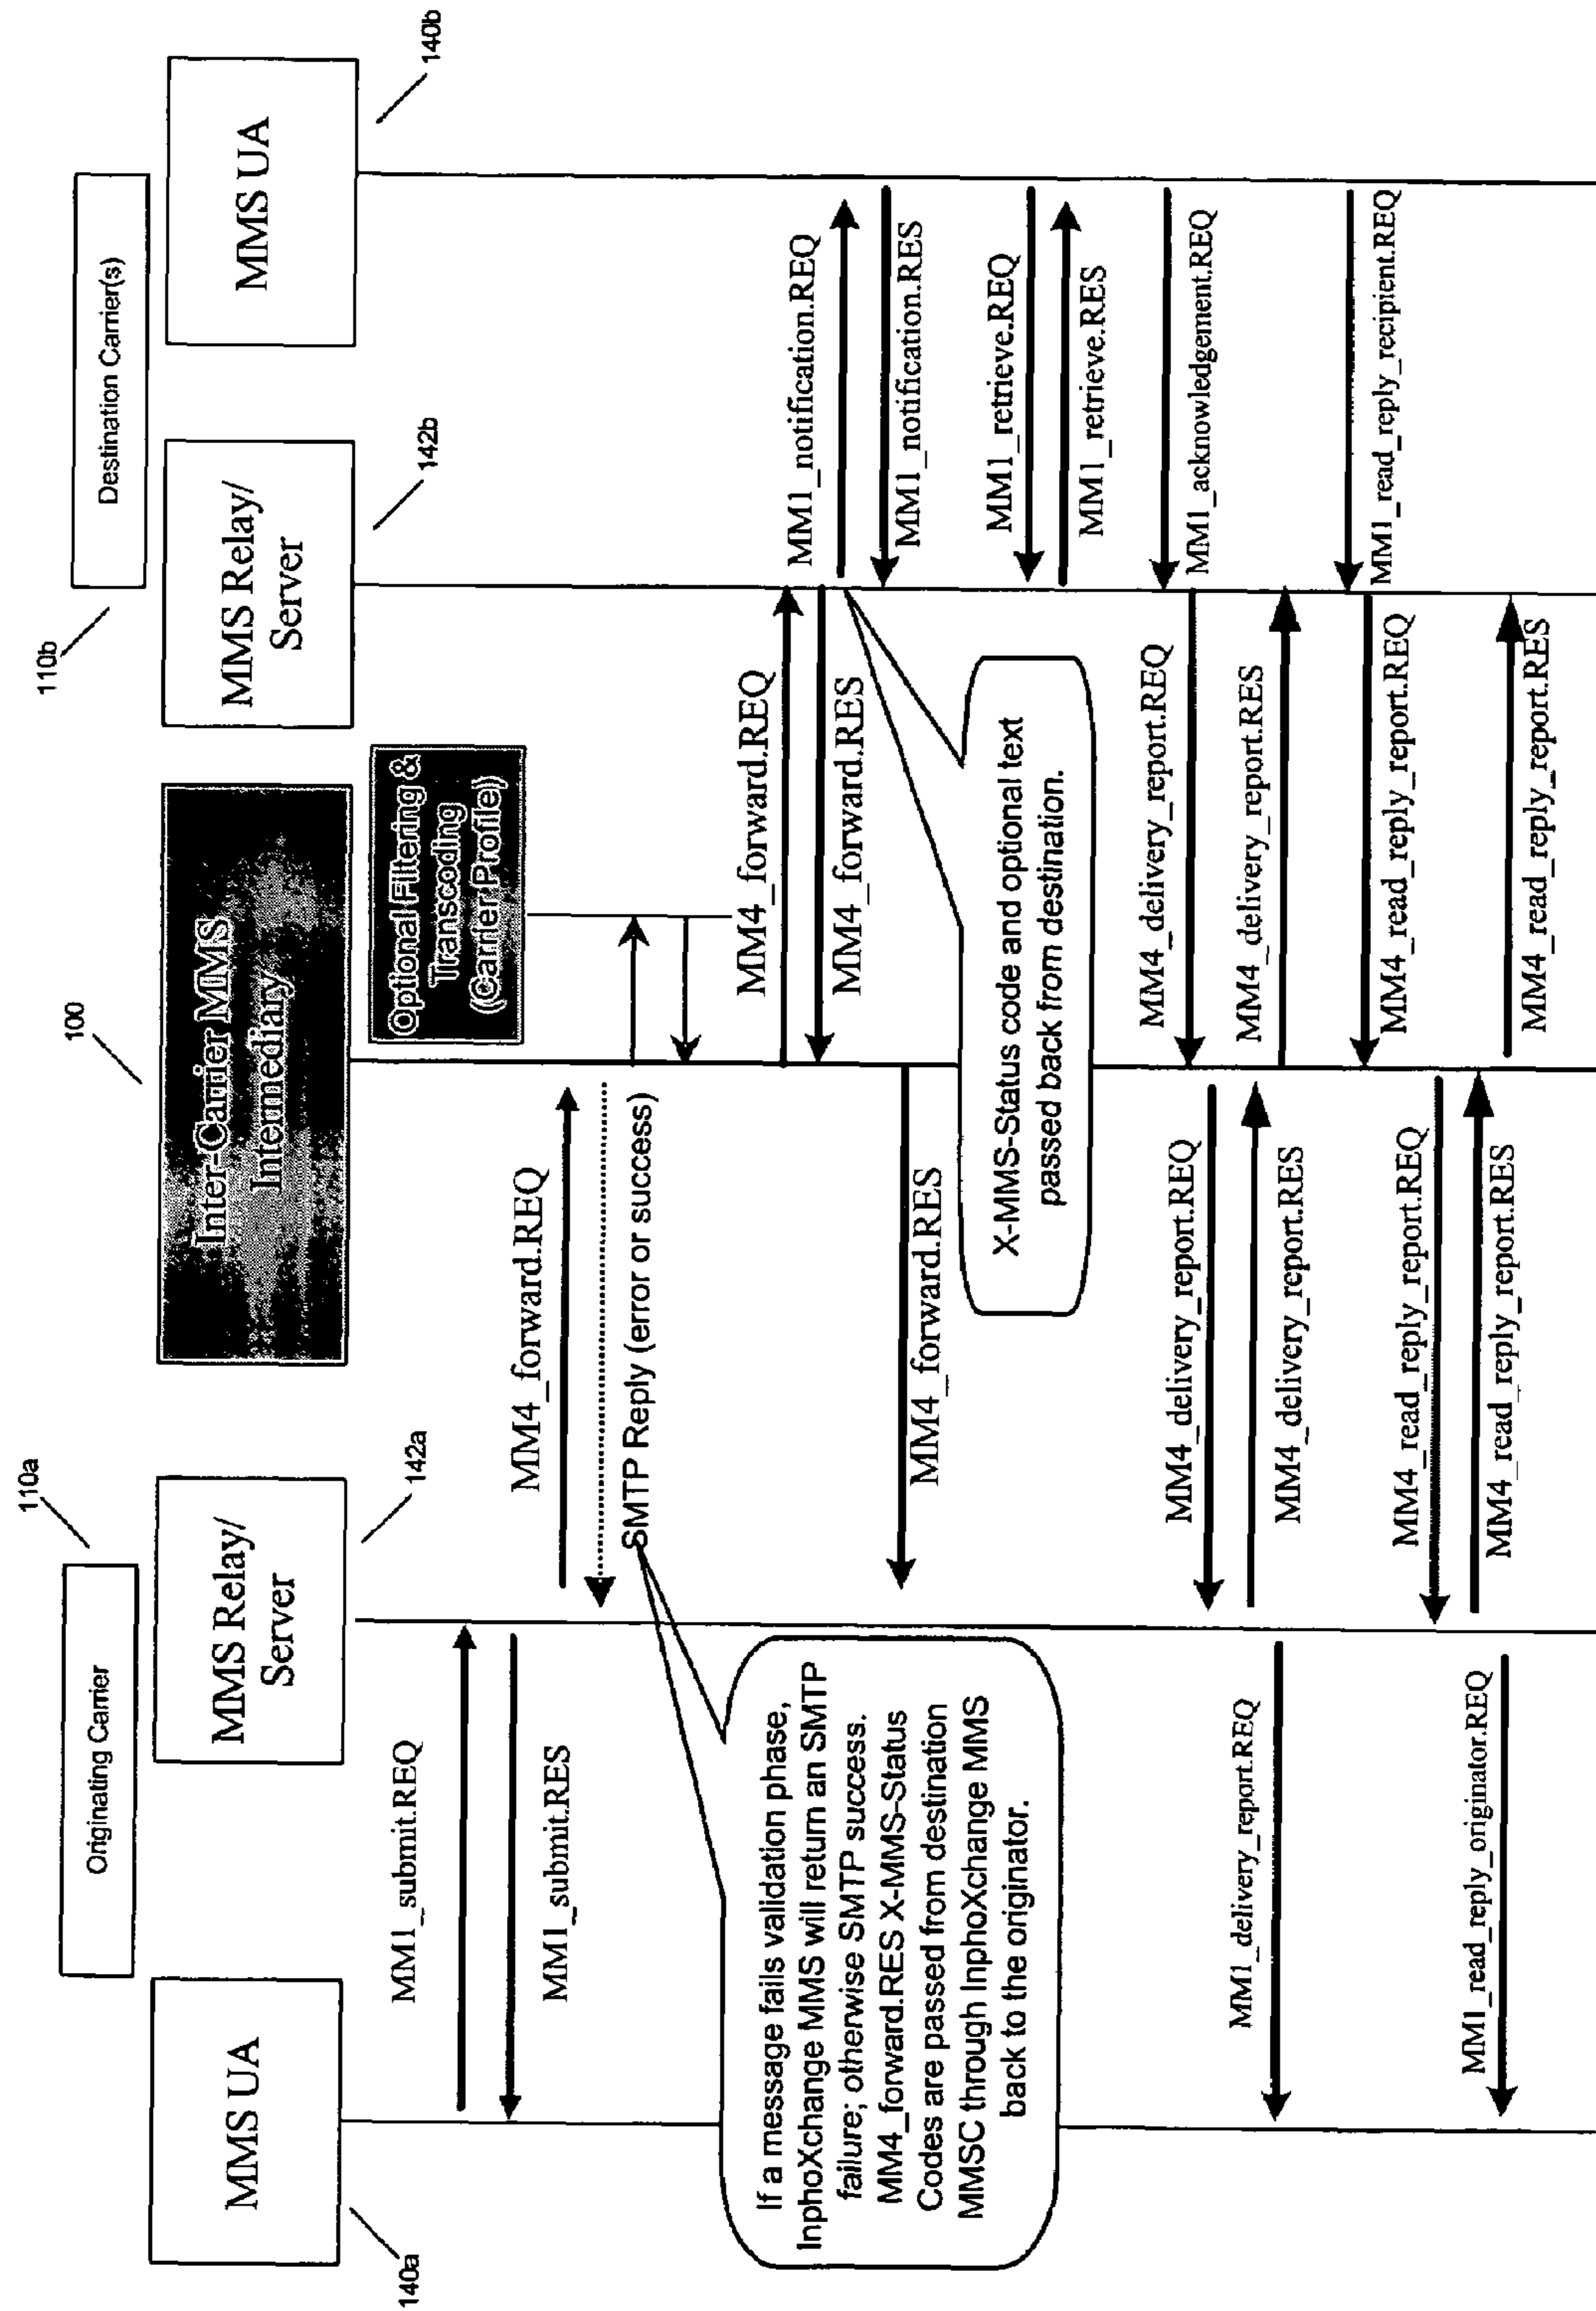 Originating Carrier
110a
100
110b
Destination Carrier(s)
MMS UA
140a
MMS Relay/
Server
142a
Inter-Carrier MMS
Intermediary
MMS Relay/
Server
142b
MMS UA
140b
Optional Filtering &
Transcoding
(Carrier Profile)
MM1_submit.REQ
MM1_submit.RES
MM4_forward.REQ
SMTP Reply (error or success)
MM4_forward.REQ
MM4_forward.RES
MM1_notification.REQ
MM1_notification.RES
MM4_forward.RES
If a message fails validation phase,
InphoXchange MMS will return an SMTP
failure; otherwise SMTP success.
MM4_forward.RES X-MMS-Status
Codes are passed from destination
MMSC through InphoXchange MMS
back to the originator.
X-MMS-Status code and optional text
passed back from destination.
MM1_retrieve.REQ
MM1_retrieve.RES
MM1_acknowledgement.REQ
MM4_delivery_report.REQ
MM4_delivery_report.RES
MM4_delivery_report.REQ
MM4_delivery_report.RES
MM1_delivery_report.REQ
MM1_read_reply_recipient.REQ
MM4_read_reply_report.REQ
MM4_read_reply_report.RES
MM4_read_reply_report.REQ
MM4_read_reply_report.RES
MM1_read_reply_originator.REQ